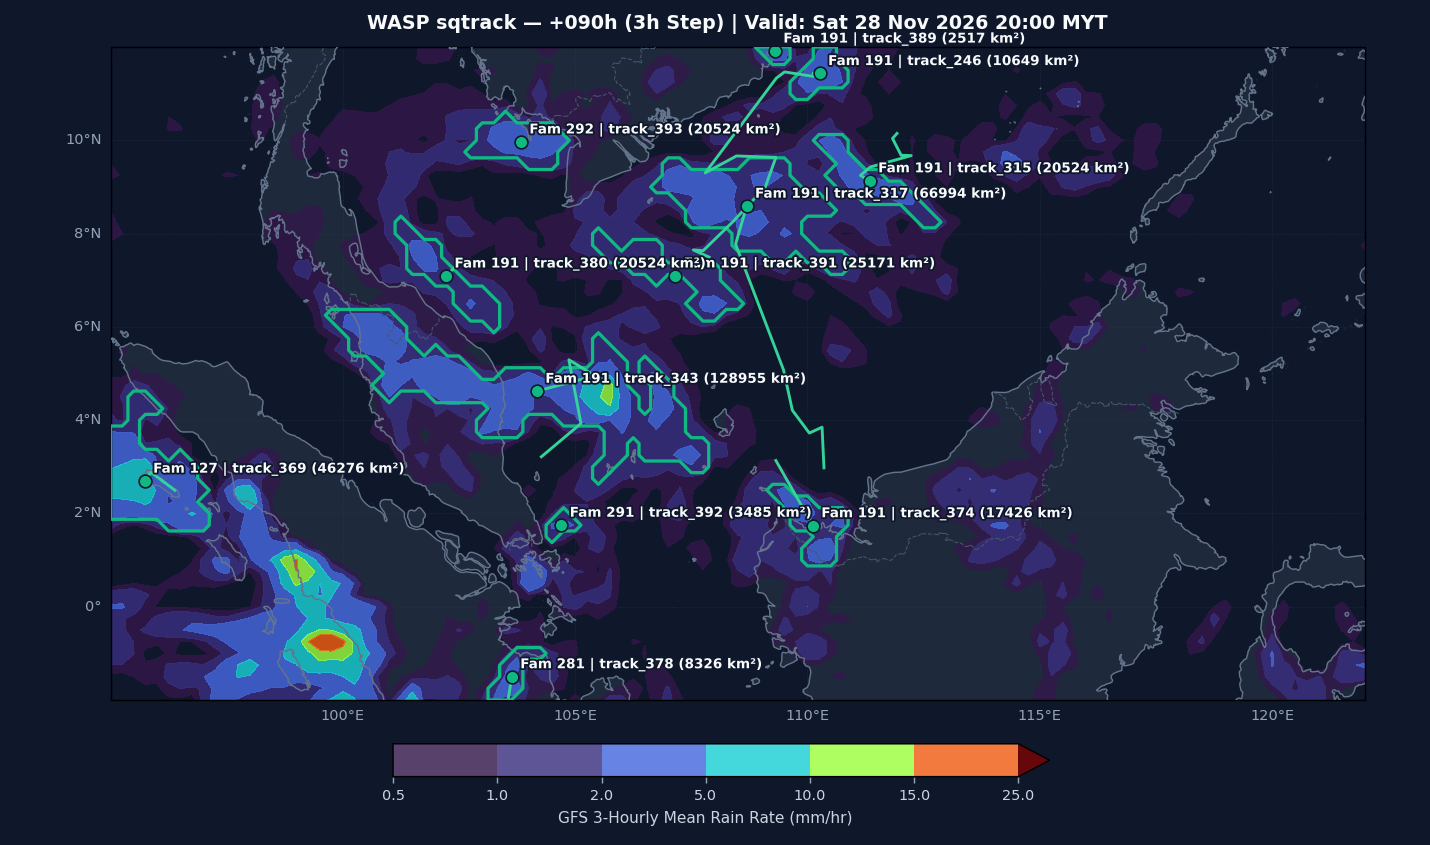 WASP sqtrack — +090h (3h Step) | Valid: Sat 28 Nov 2026 20:00 MYT
Fam 191 | track_389 (2517 km²)
Fam 191 | track_246 (10649 km²)
Fam 292 | track_393 (20524 km²)
10°N
Fam 191 | track_315 (20524 km²)
Fam 191 | track_317 (66994 km²)
8°N
Fam 191 | track_380 (20524 km²)
191 | track_391 (25171 km²)
6°N
Fam 191 | track_343 (128955 km²)
4°N
Fam 127 | track_369 (46276 km²)
2°N
Fam 291 | track_392 (3485 km²)
Fam 191 | track_374 (17426 km²)
0°
Fam 281 | track_378 (8326 km²)
100°E
105°E
110°E
115°E
120°E
0.5
1.0
2.0
5.0
10.0
15.0
25.0
GFS 3-Hourly Mean Rain Rate (mm/hr)